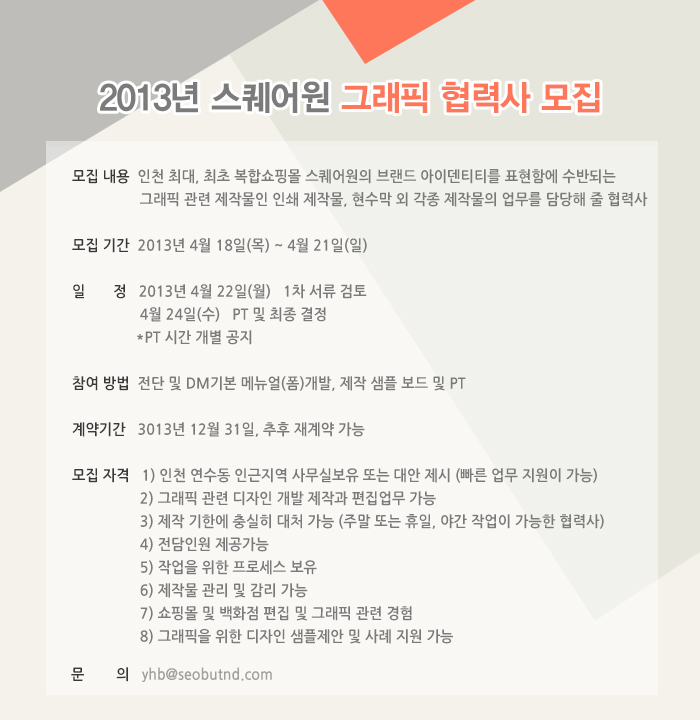 2013년 스퀘어원 그래픽 협력사 모집
모집 내용 인천 최대, 최초 복합쇼핑몰 스퀘어원의 브랜드 아이덴티티를 표현함에 수반되는
그래픽 관련 제작물인 인쇄 제작물, 현수막 외 각종 제작물의 업무를 담당해 줄 협력사
모집 기간 2013년 4월 18일(목) ~ 4월 21일(일)
일 정 2013년 4월 22일(월) 1차 서류 검토
4월 24일(수) PT 및 최종 결정
*PT 시간 개별 공지
참여 방법 전단 및 DM기본 메뉴얼(폼)개발, 제작 샘플 보드 및 PT
계약기간 3013년 12월 31일, 추후 재계약 가능
모집 자격 1) 인천 연수동 인근지역 사무실보유 또는 대안 제시 (빠른 업무 지원이 가능)
2) 그래픽 관련 디자인 개발 제작과 편집업무 가능
3) 제작 기한에 충실히 대처 가능 (주말 또는 휴일, 야간 작업이 가능한 협력사)
4) 전담인원 제공가능
5) 작업을 위한 프로세스 보유
6) 제작물 관리 및 감리 가능
7) 쇼핑몰 및 백화점 편집 및 그래픽 관련 경험
8) 그래픽을 위한 디자인 샘플제안 및 사례 지원 가능
문 의 yhb@seobutnd.com